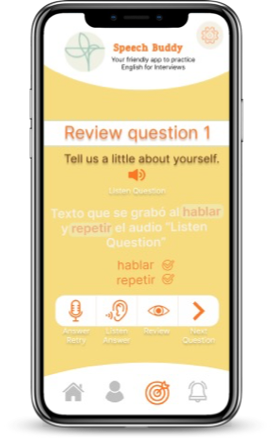 Speech Buddy
Your friendly app to practice
English for Interviews
Review question 1
Tell us a little about yourself.
Listen Question
Texto que se grabó al hablar
y repetir el audio "Listen
Question"
hablar
repetir
Answer Listen Review Next
Retry Answer Question